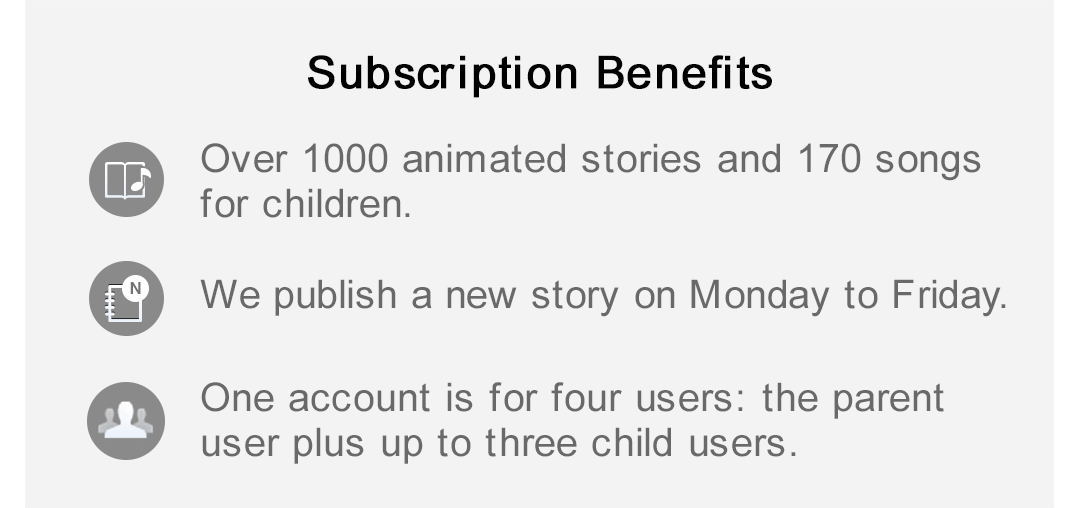 Subscription Benefits
Over 1000 animated stories and 170 songs
for children.
N
We publish a new story on Monday to Friday.
One account is for four users: the parent
user plus up to three child users.